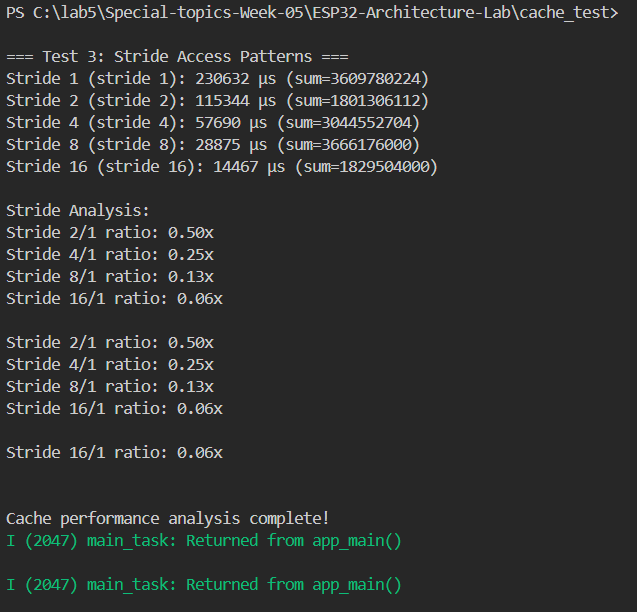 PS C:\lab5\Special-topics-Week-05\ESP32-Architecture-Lab\cache_test>
=== Test 3: Stride Access Patterns ===
Stride 1 (stride 1): 230632 μs (sum=3609780224)
Stride 2 (stride 2): 115344 μs (sum=1801306112)
Stride 4 (stride 4): 57690 μs (sum=3044552704)
Stride 8 (stride 8): 28875 μs (sum=3666176000)
Stride 16 (stride 16): 14467 μs (sum=1829504000)
Stride Analysis:
Stride 2/1 ratio: 0.50x
Stride 4/1 ratio: 0.25x
Stride 8/1 ratio: 0.13x
Stride 16/1 ratio: 0.06x
Stride 2/1 ratio: 0.50x
Stride 4/1 ratio: 0.25x
Stride 8/1 ratio: 0.13x
Stride 16/1 ratio: 0.06x
Stride 16/1 ratio: 0.06x
Cache performance analysis complete!
I (2047) main_task: Returned from app_main()
I (2047) main_task: Returned from app_main()